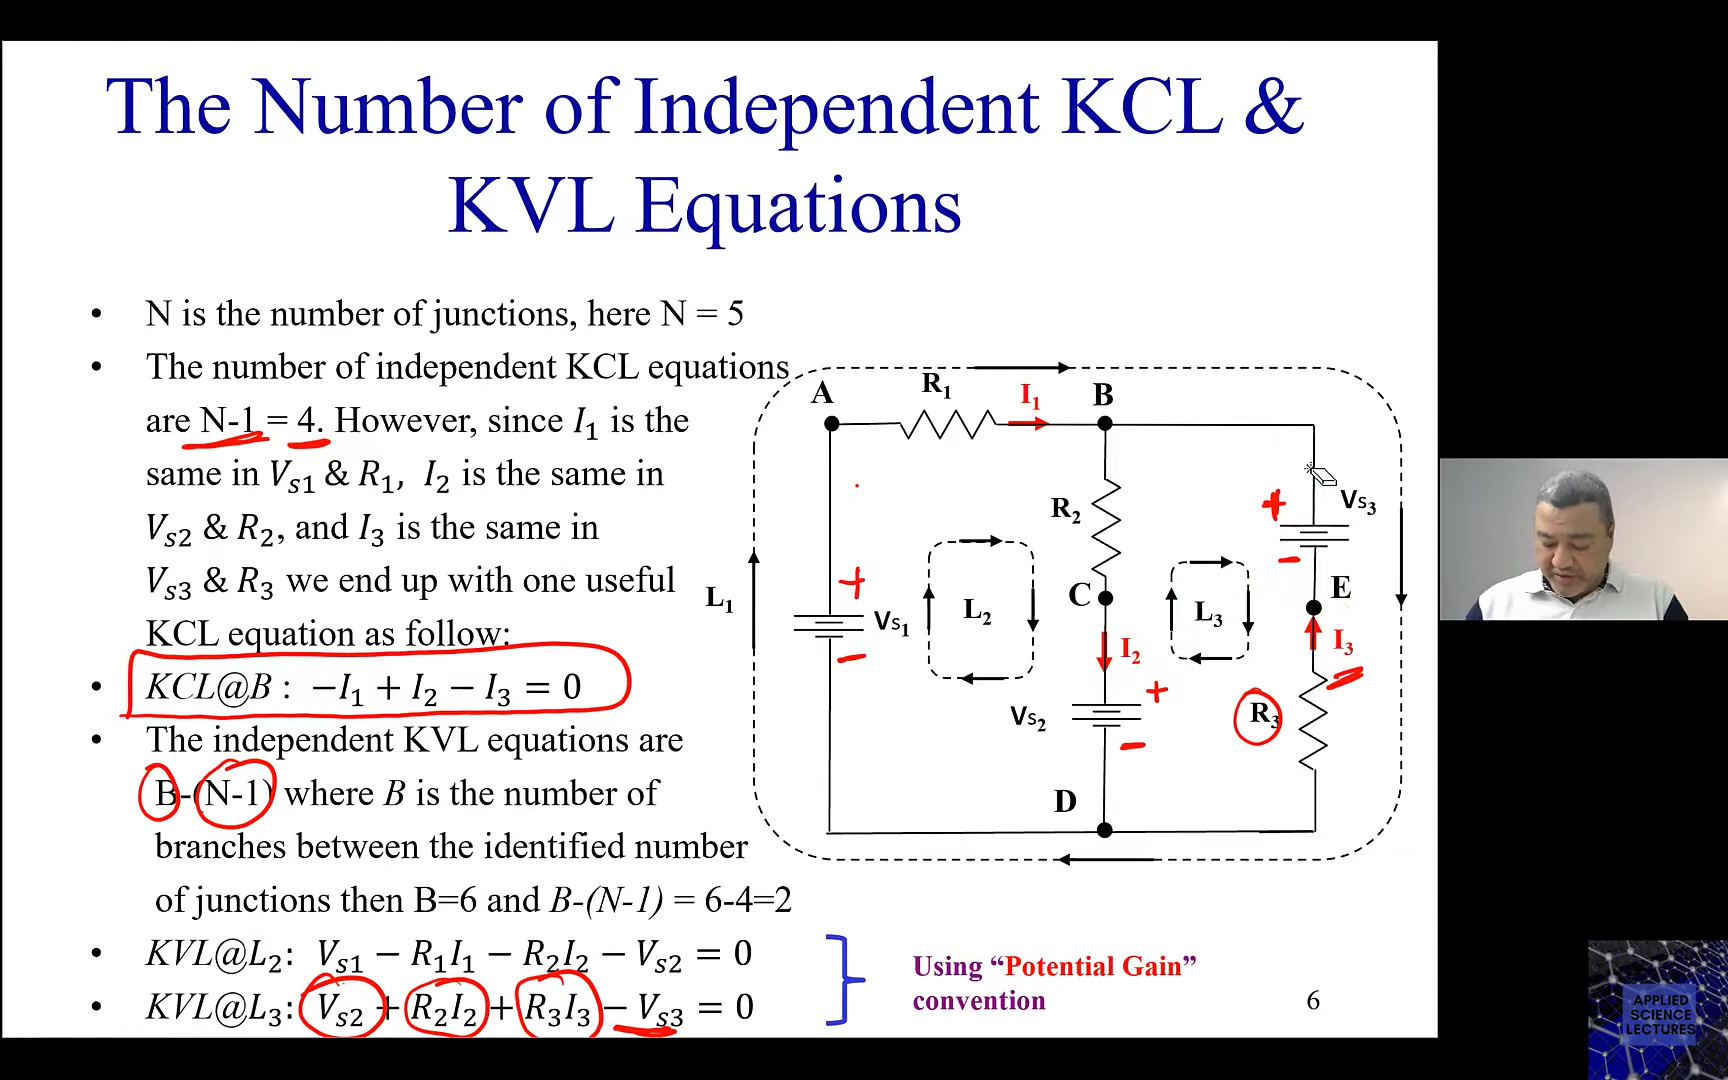 The Number of Independent KCL &
KVL Equations
• N is the number of junctions, here N = 5
• The number of independent KCL equations
are N-1 = 4. However, since I₁ is the
same in Vₛ₁ & R₁, I₂ is the same in
Vₛ₂ & R₂, and I₃ is the same in
Vₛ₃ & R₃ we end up with one useful
KCL equation as follow:
• KCL@B : −I₁ + I₂ − I₃ = 0
• The independent KVL equations are
B-(N-1) where B is the number of
branches between the identified number
of junctions then B=6 and B-(N-1) = 6-4=2
• KVL@L₂: Vₛ₁ − R₁I₁ − R₂I₂ − Vₛ₂ = 0
• KVL@L₃: Vₛ₂ + R₂I₂ + R₃I₃ − Vₛ₃ = 0
A
R₁
I₁
B
R₂
+
Vs₃
-
L₁
+
Vs₁
-
L₂
C
L₃
E
I₂
I₃
+
Vs₂
-
R₃
D
Using “Potential Gain”
convention
6
APPLIED
SCIENCE
LECTURES